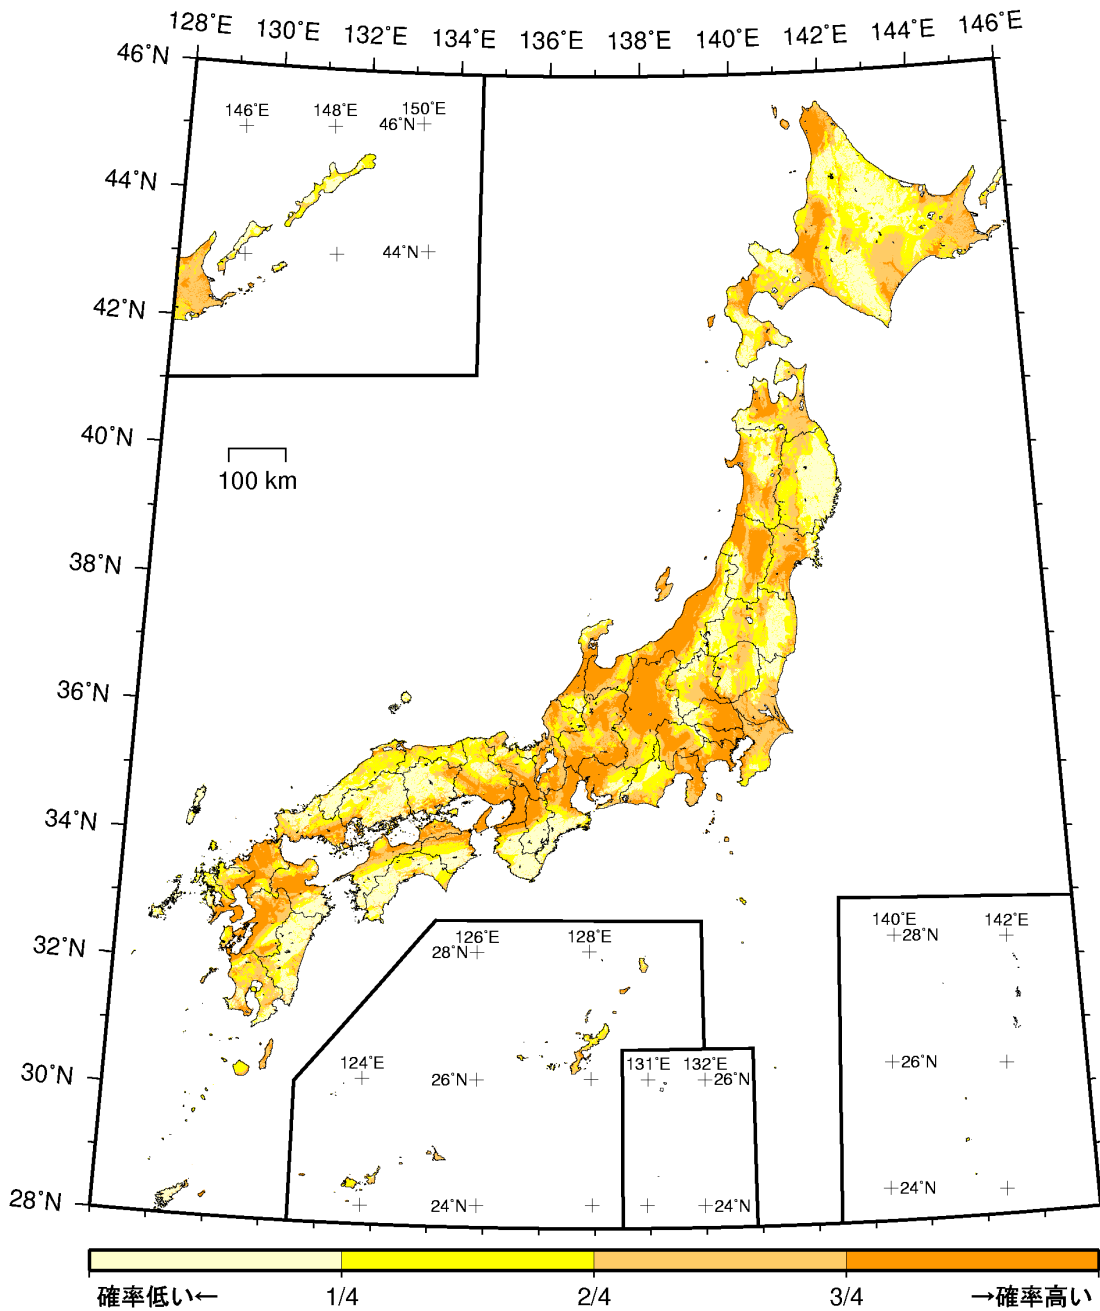 128°E 130°E 132°E 134°E 136°E 138°E 140°E 142°E 144°E 146°E
46°N
146°E 148°E 150°E
46°N
44°N
44°N
42°N
40°N
100 km
38°N
36°N
34°N
32°N
126°E 128°E
28°N
140°E 142°E
28°N
30°N
124°E
26°N
131°E 132°E
26°N
26°N
28°N
24°N
24°N
24°N
確率低い← 1/4 2/4 3/4 →確率高い